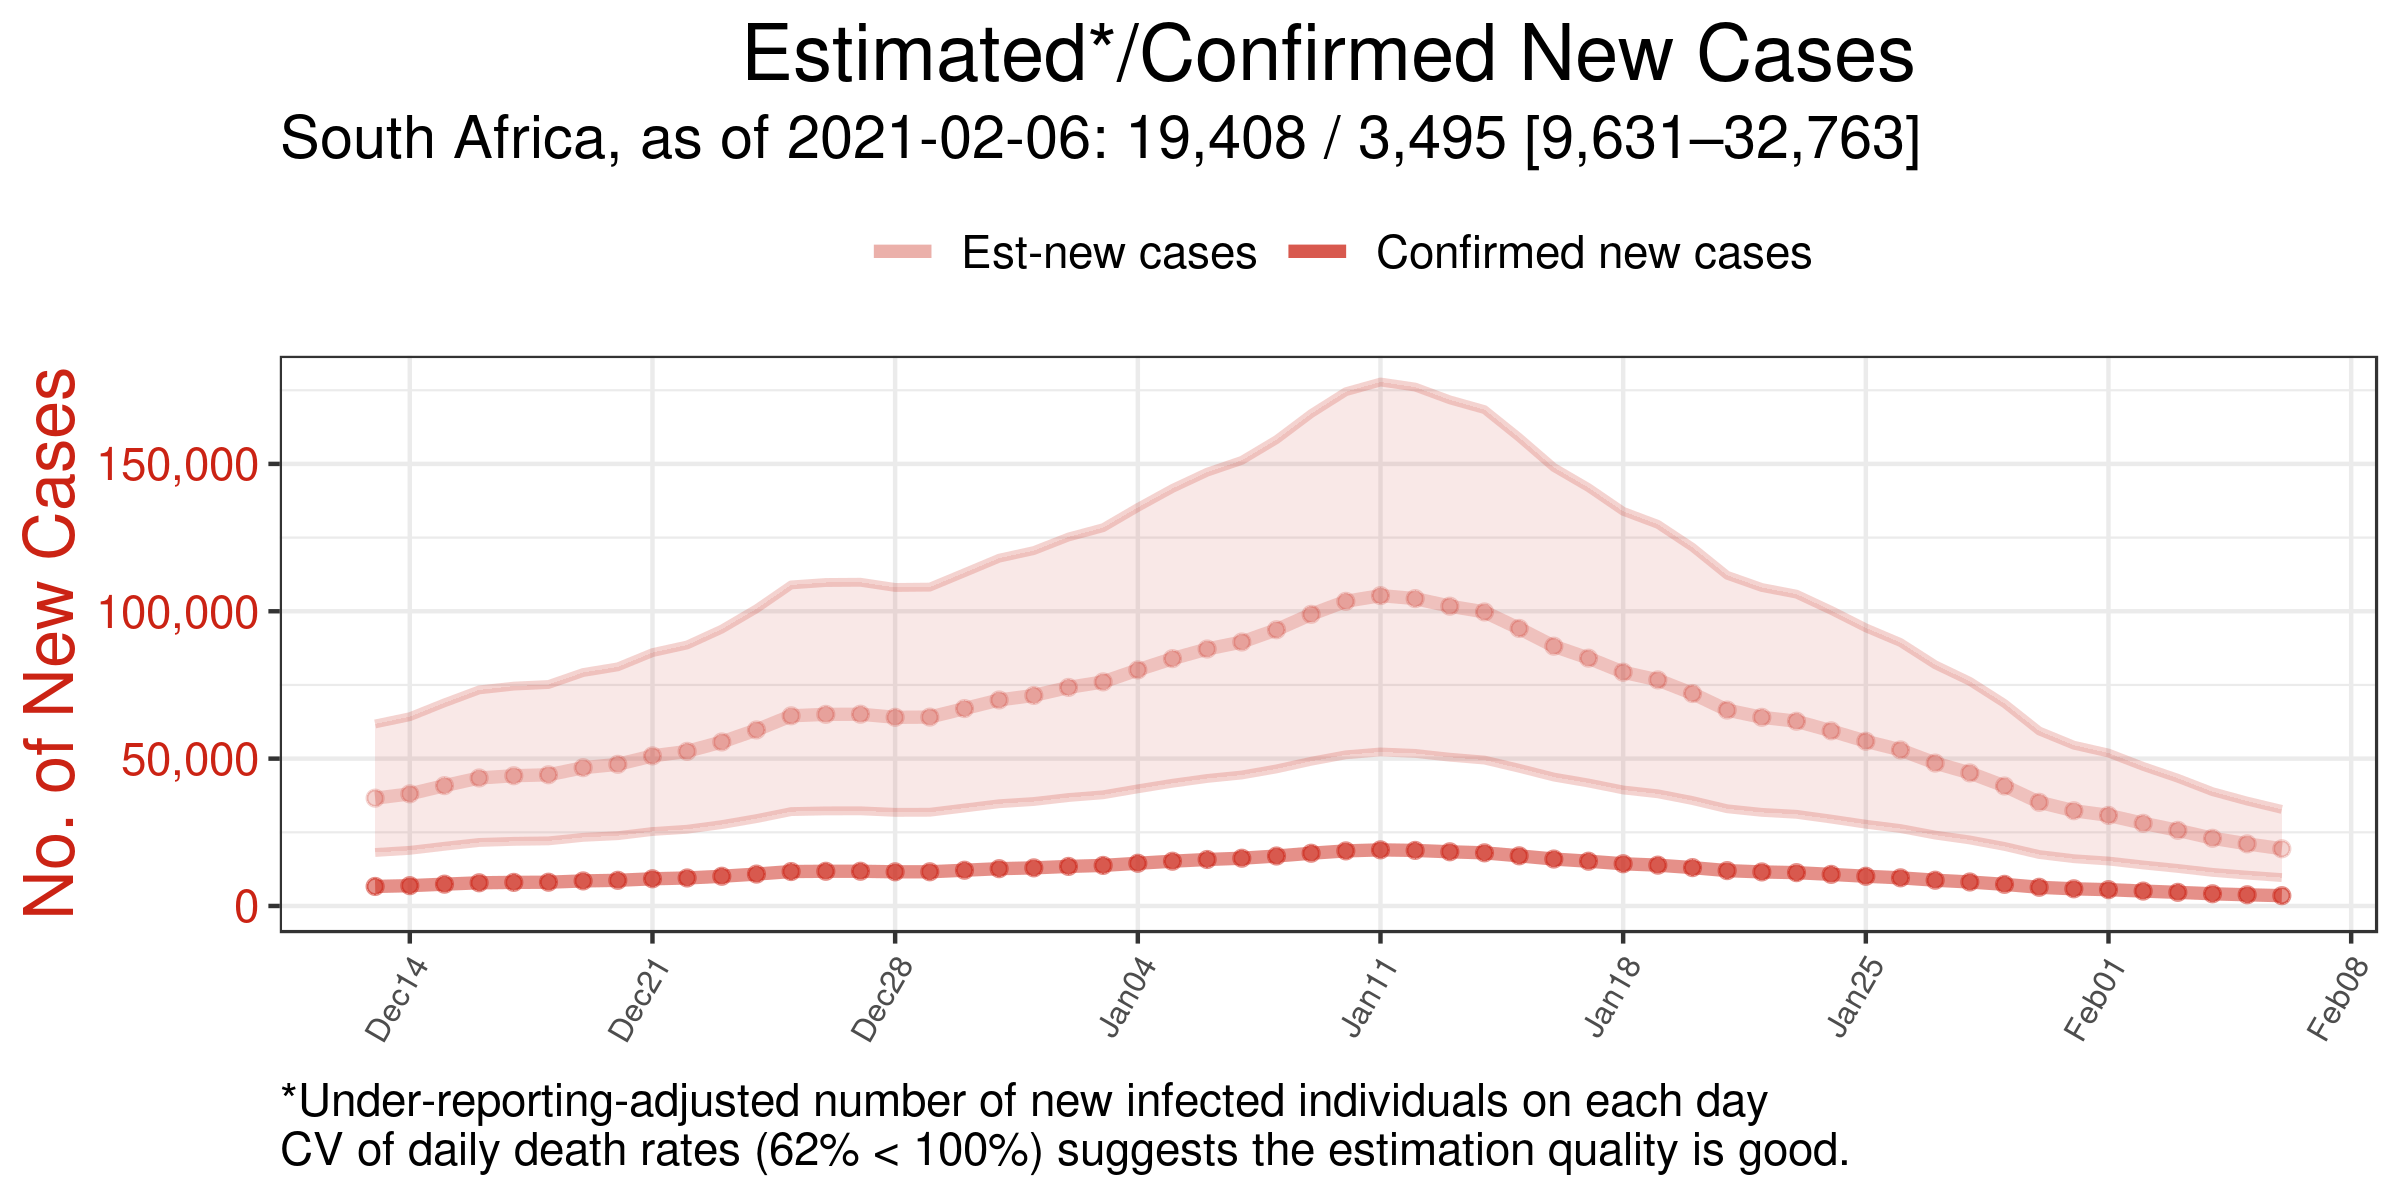 Estimated*/Confirmed New Cases
South Africa, as of 2021-02-06: 19,408 / 3,495 [9,631–32,763]
Est-new cases
Confirmed new cases
No. of New Cases
150,000
100,000
50,000
0
Dec14
Dec21
Dec28
Jan04
Jan11
Jan18
Jan25
Feb01
Feb08
*Under-reporting-adjusted number of new infected individuals on each day
CV of daily death rates (62% < 100%) suggests the estimation quality is good.